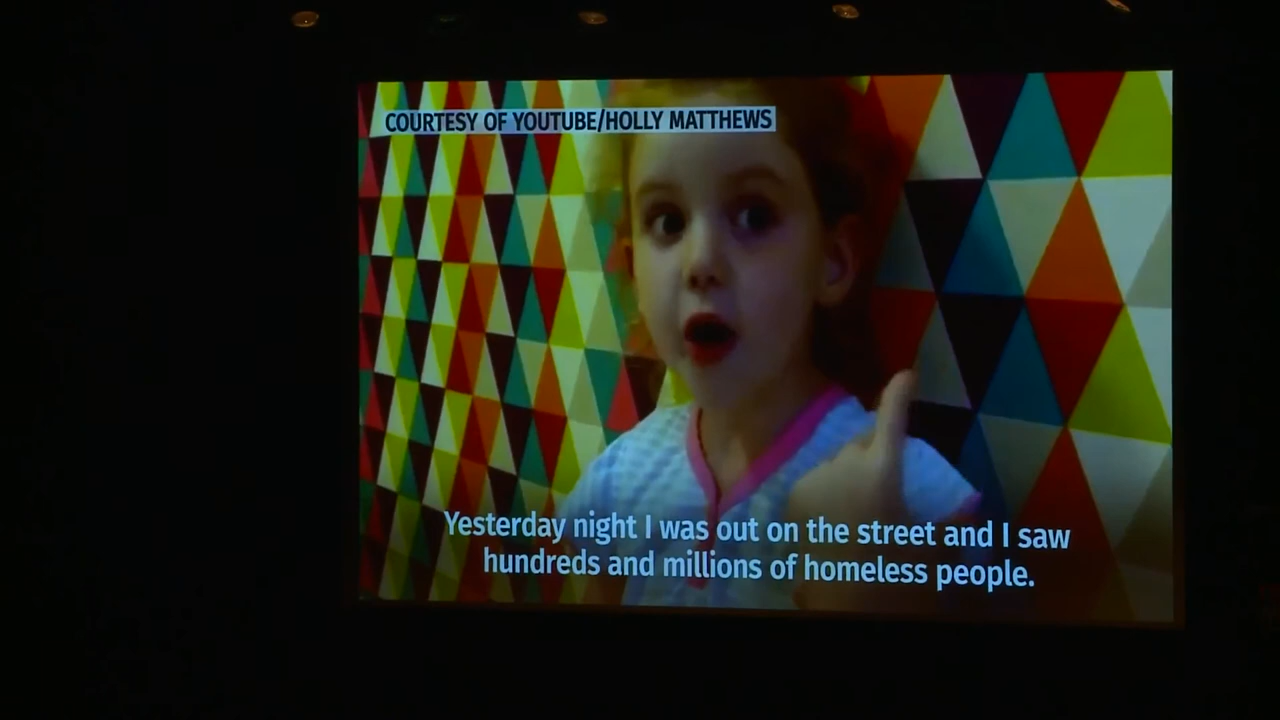 COURTESY OF YOUTUBE/HOLLY MATTHEWS
Yesterday night I was out on the street and I saw
hundreds and millions of homeless people.